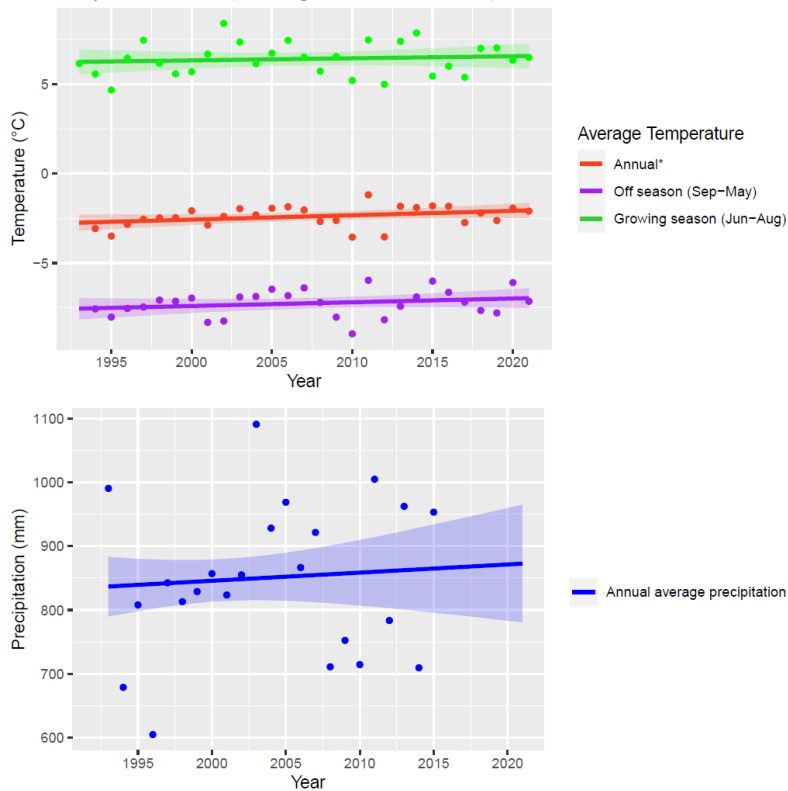 5
0
−5
Temperature (°C)
1995
2000
2005
2010
2015
2020
Year
Average Temperature
Annual*
Off season (Sep−May)
Growing season (Jun−Aug)
1100
1000
900
800
700
600
Precipitation (mm)
1995
2000
2005
2010
2015
2020
Year
Annual average precipitation